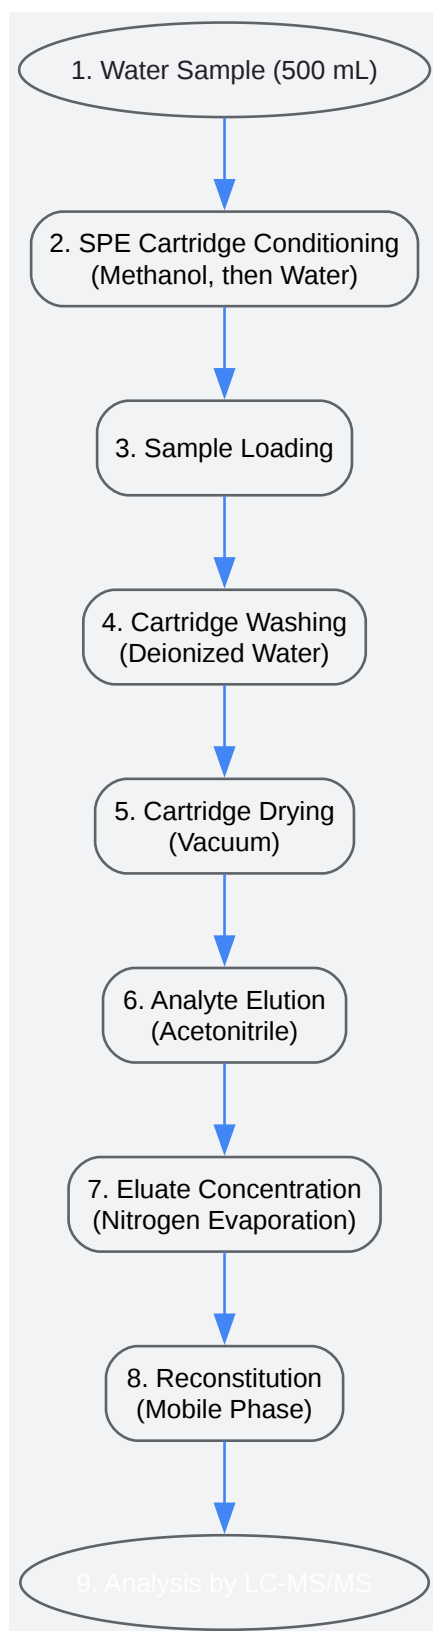 1. Water Sample (500 mL)
2. SPE Cartridge Conditioning
(Methanol, then Water)
3. Sample Loading
4. Cartridge Washing
(Deionized Water)
5. Cartridge Drying
(Vacuum)
6. Analyte Elution
(Acetonitrile)
7. Eluate Concentration
(Nitrogen Evaporation)
8. Reconstitution
(Mobile Phase)
9. Analysis by LC-MS/MS